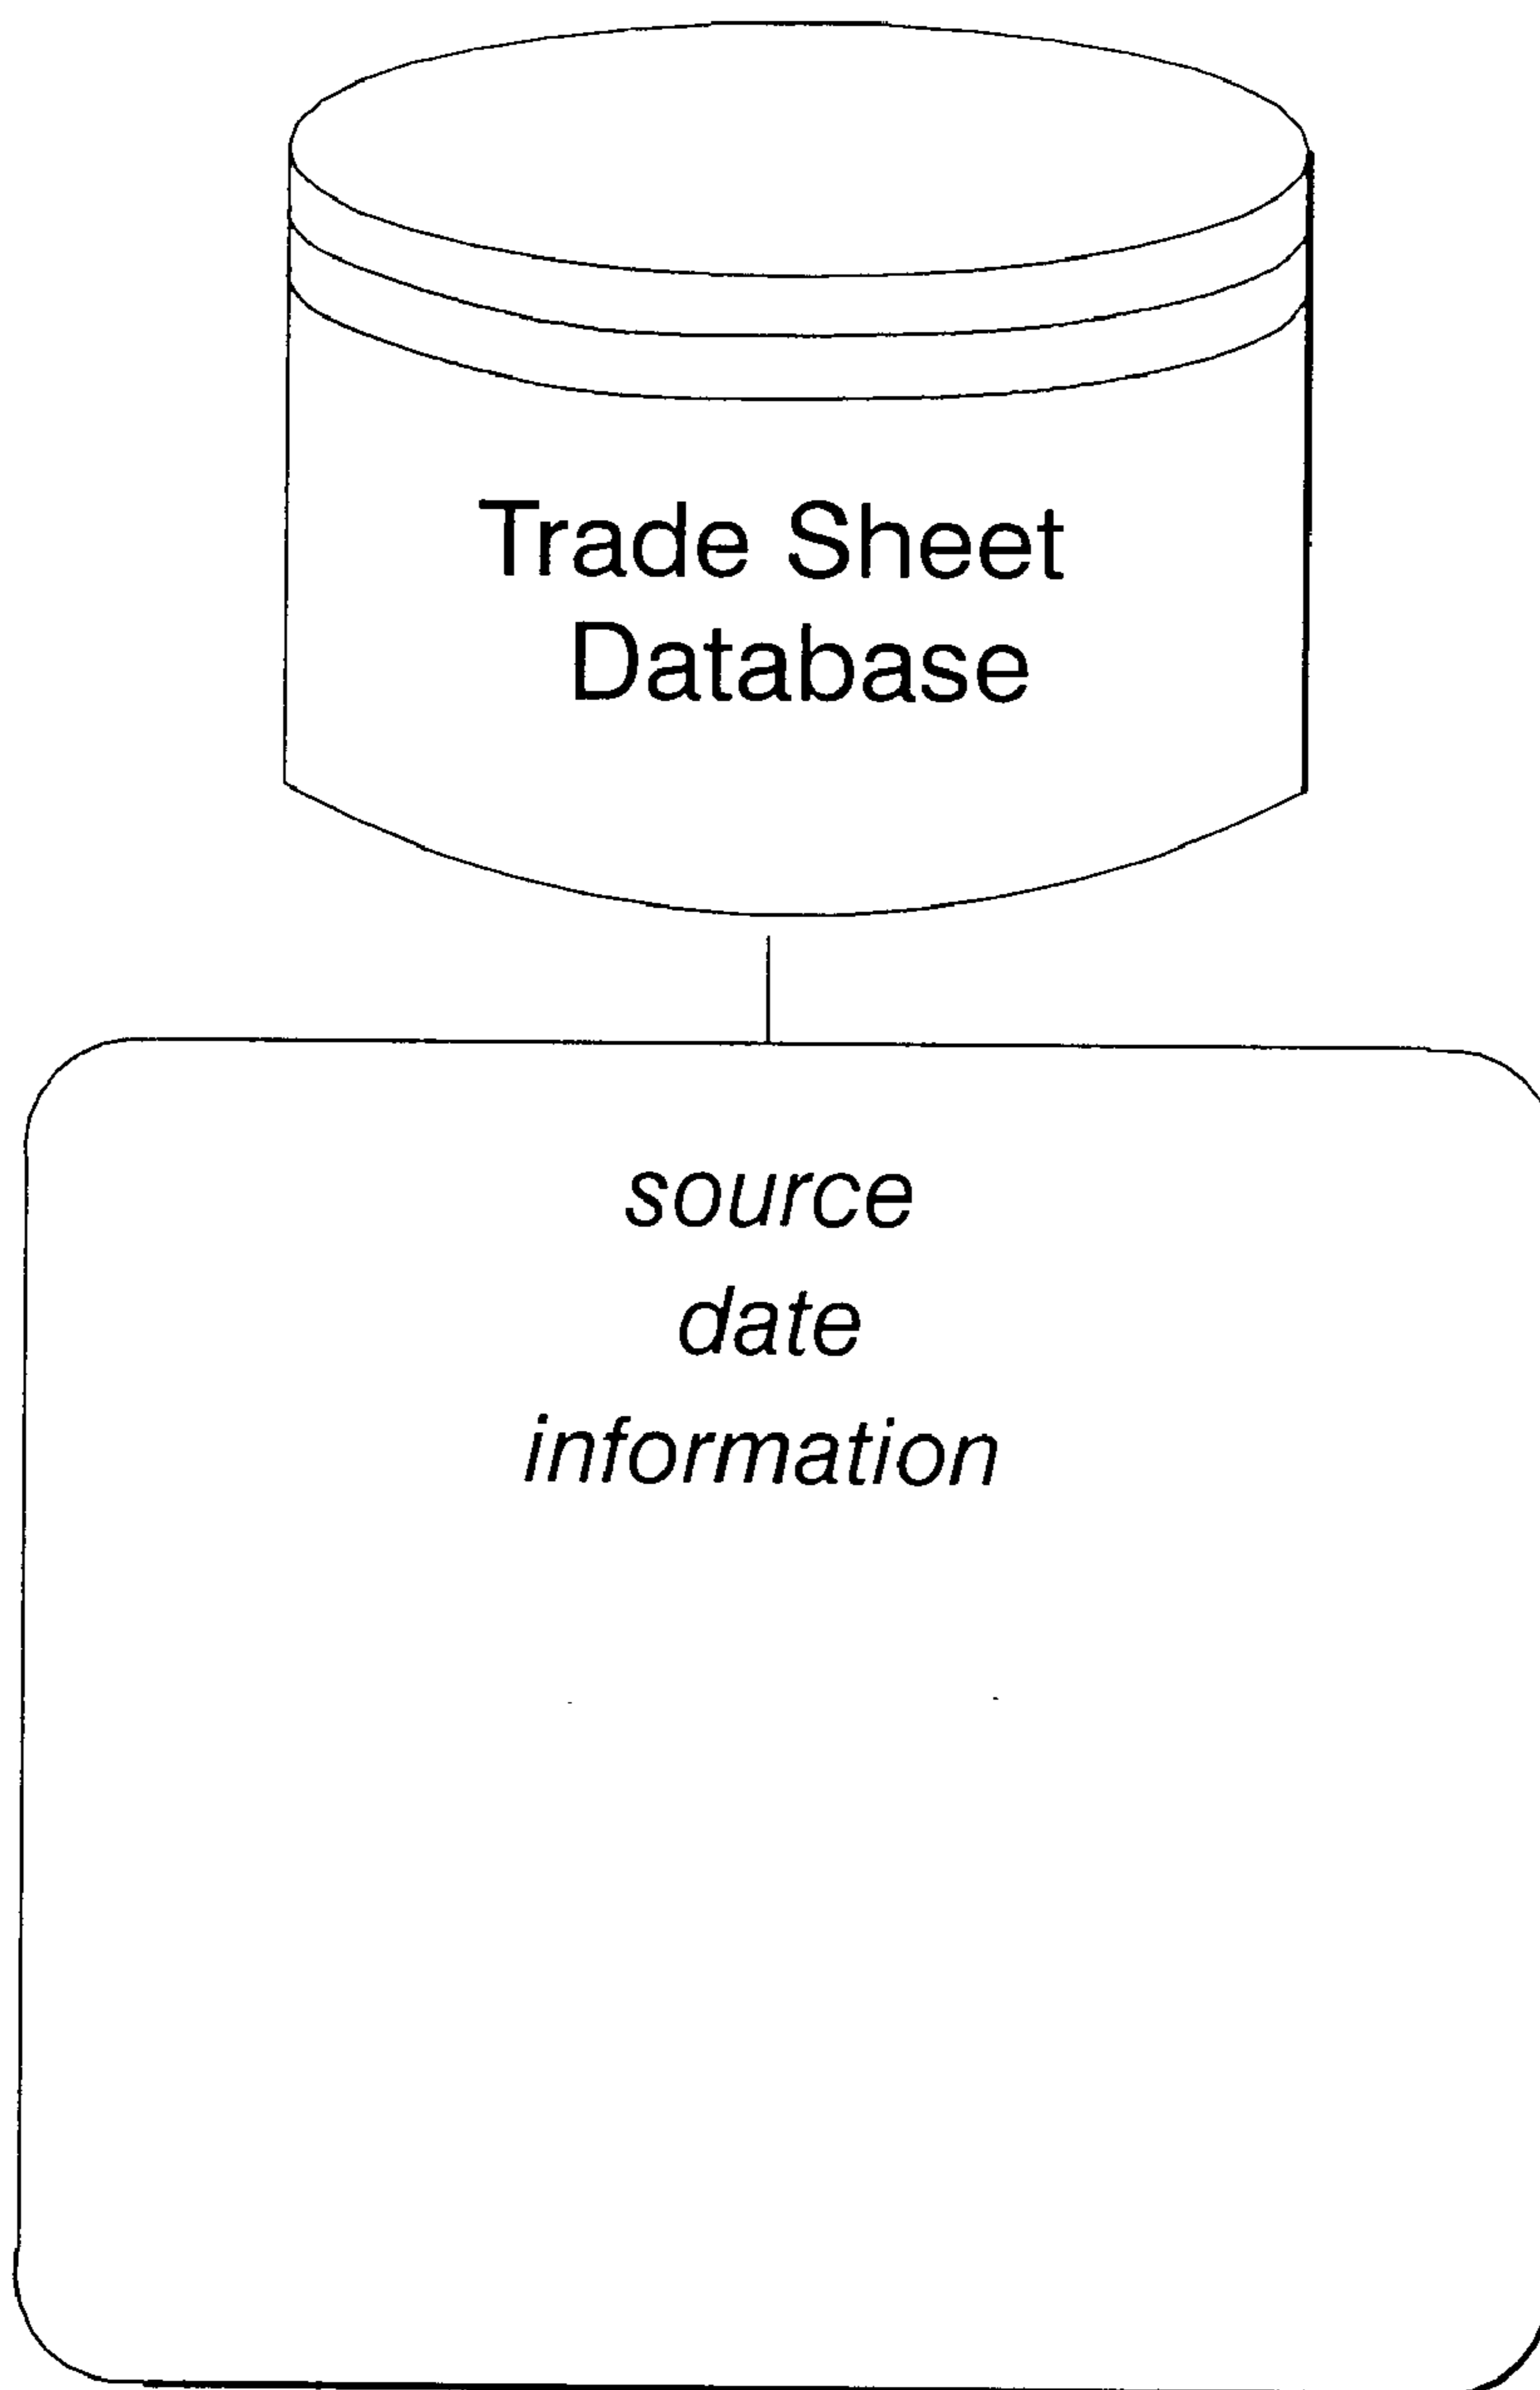 Trade Sheet
Database
source
date
information